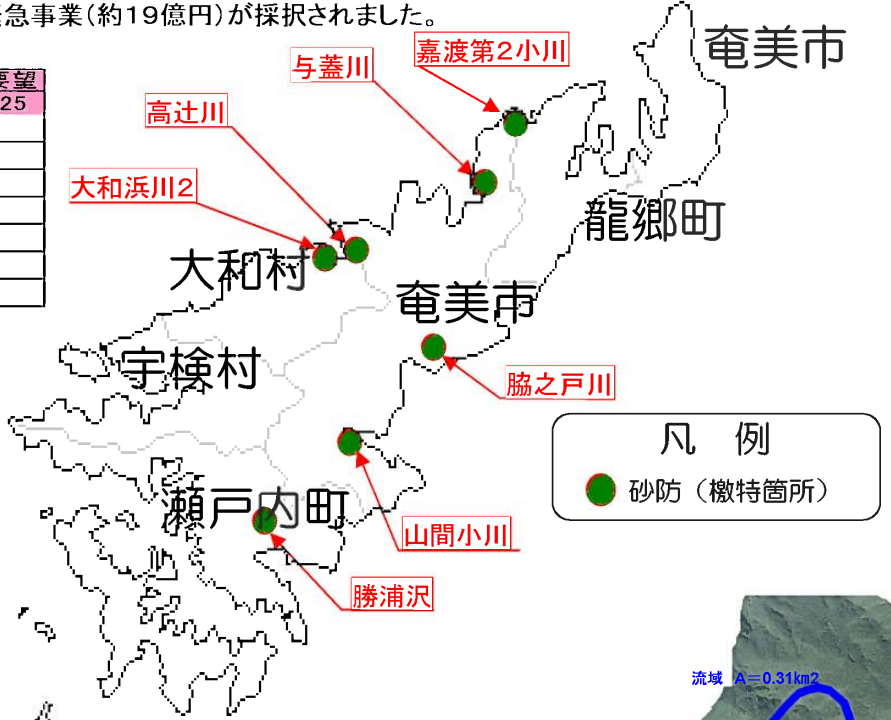 急事業(約19億円)が採択されました。
要望
25
奄美市
嘉渡第2小川
与蓋川
高辻川
大和浜川2
龍郷町
大和村
奄美市
宇検村
脇之戸川
凡 例
砂防（檄特箇所）
瀬戸内町
山間小川
勝浦沢
流域 A=0.31km2